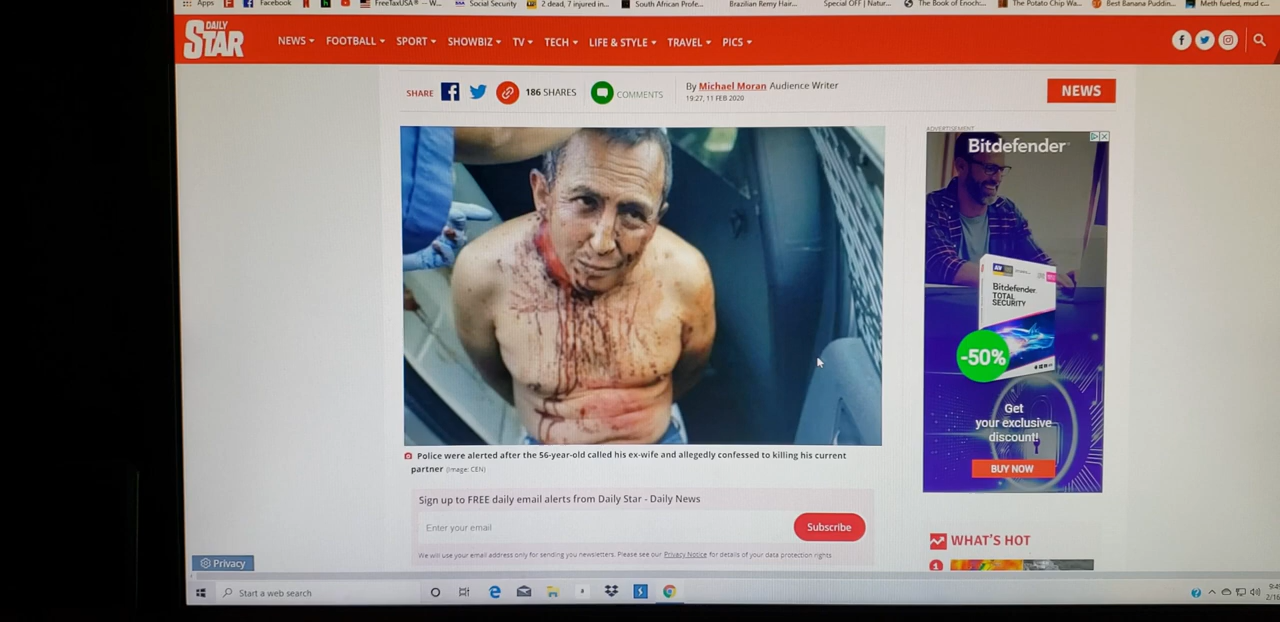 Apps
Facebook
FreeTaxUSA® – W...
Social Security
2 dead, 7 injured in...
South African Profe...
Brazilian Remy Hair...
Special OFF | Natur...
The Book of Enoch:...
The Potato Chip Wa...
Best Banana Puddin...
Meth fueled, mud c...
DAILY
STAR
NEWS FOOTBALL SPORT SHOWBIZ TV TECH LIFE & STYLE TRAVEL PICS
SHARE 186 SHARES COMMENTS
By Michael Moran Audience Writer
19:27, 11 FEB 2020
NEWS
ADVERTISEMENT
Bitdefender
Bitdefender
TOTAL
SECURITY
-50%
Get
your exclusive
discount!
BUY NOW
Police were alerted after the 56-year-old called his ex-wife and allegedly confessed to killing his current
partner (Image: CEN)
Sign up to FREE daily email alerts from Daily Star - Daily News
Enter your email
Subscribe
We will use your email address only for sending you newsletters. Please see our Privacy Notice for details of your data protection rights.
WHAT'S HOT
1
Privacy
Start a web search